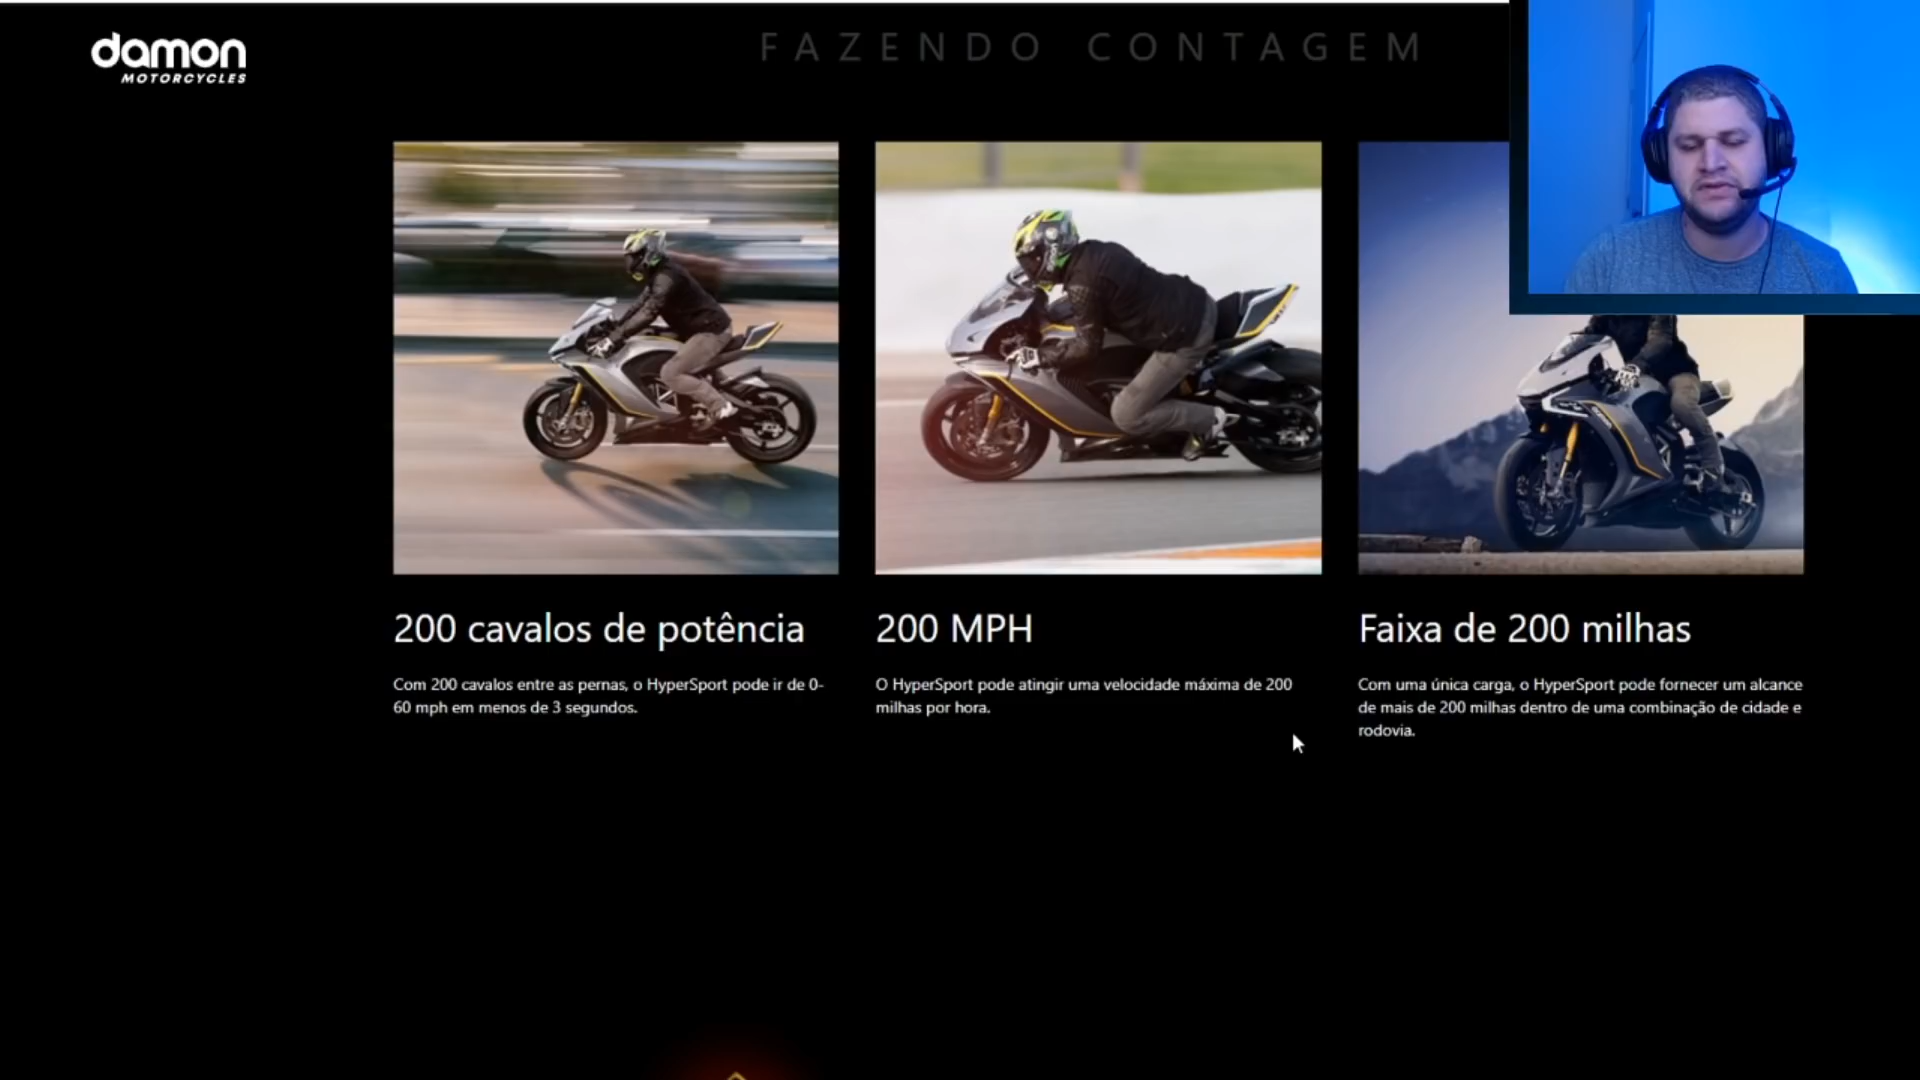 damon
MOTORCYCLES
FAZENDO CONTAGEM
200 cavalos de potência
Com 200 cavalos entre as pernas, o HyperSport pode ir de 0-
60 mph em menos de 3 segundos.
200 MPH
O HyperSport pode atingir uma velocidade máxima de 200
milhas por hora.
Faixa de 200 milhas
Com uma única carga, o HyperSport pode fornecer um alcance
de mais de 200 milhas dentro de uma combinação de cidade e
rodovia.